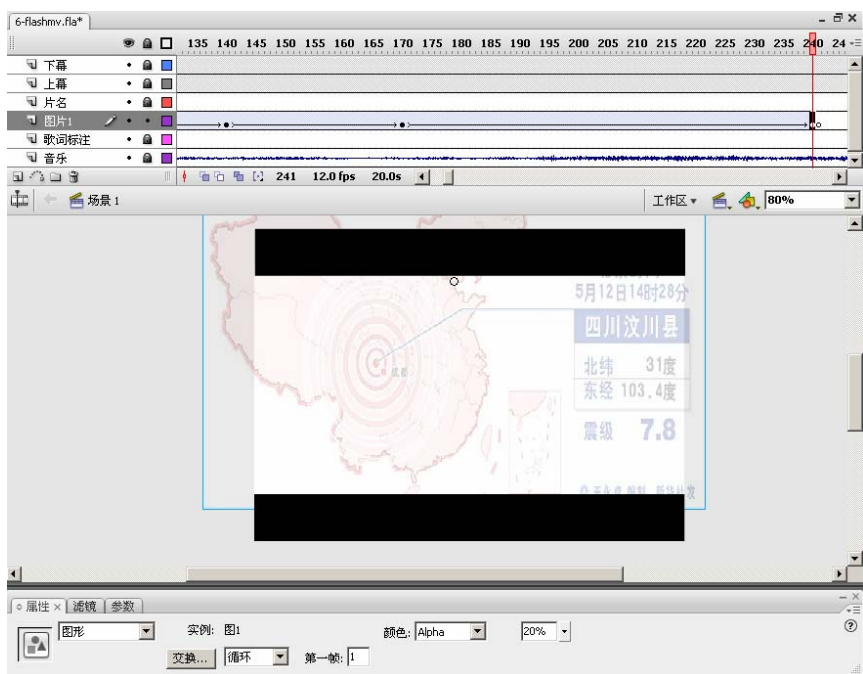 6-flashmv.fla*
135 140 145 150 155 160 165 170 175 180 185 190 195 200 205 210 215 220 225 230 235 240 24
下幕
上幕
片名
图片1
歌词标注
音乐
241 12.0 fps 20.0s
场景 1
工作区
80%
5月12日14时28分
四川汶川县
北纬 31度
东经 103.4度
震级 7.8
成都
属性 × 滤镜 参数
图形
实例: 图1
颜色: Alpha
20%
交换...
循环
第一帧: 1